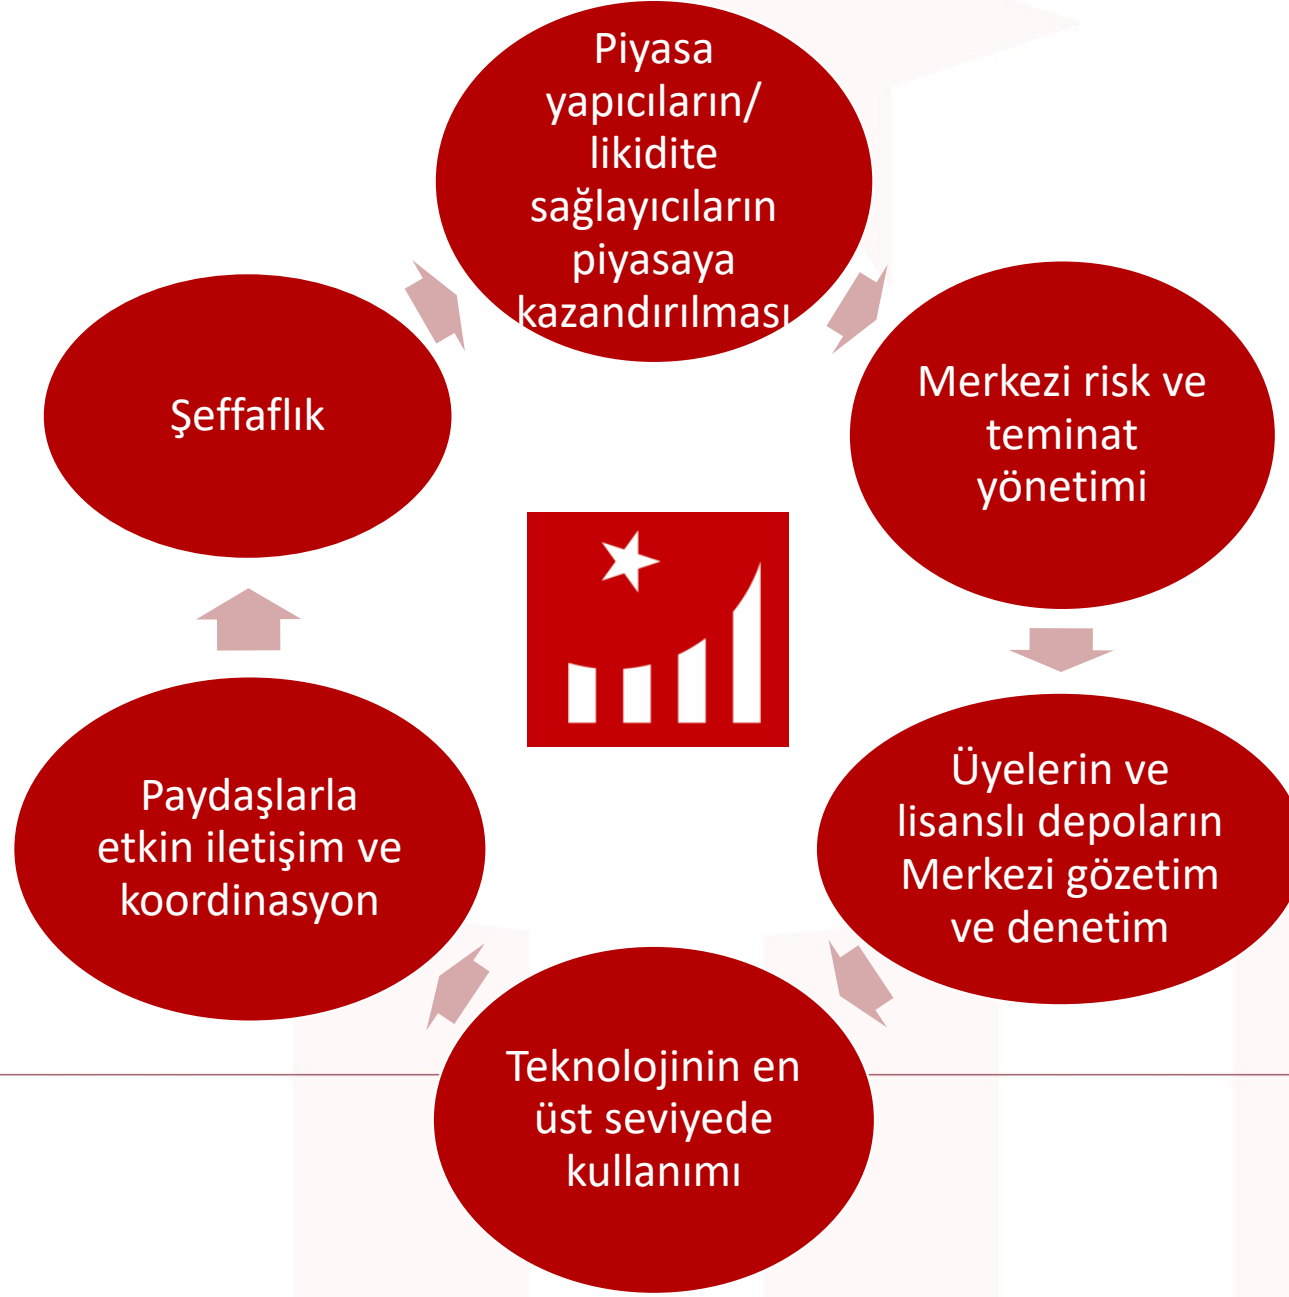 Piyasa
yapıcıların/
likidite
sağlayıcıların
piyasaya
kazandırılması
Merkezi risk ve
teminat
yönetimi
Üyelerin ve
lisanslı depoların
Merkezi gözetim
ve denetim
Teknolojinin en
üst seviyede
kullanımı
Paydaşlarla
etkin iletişim ve
koordinasyon
Şeffaflık